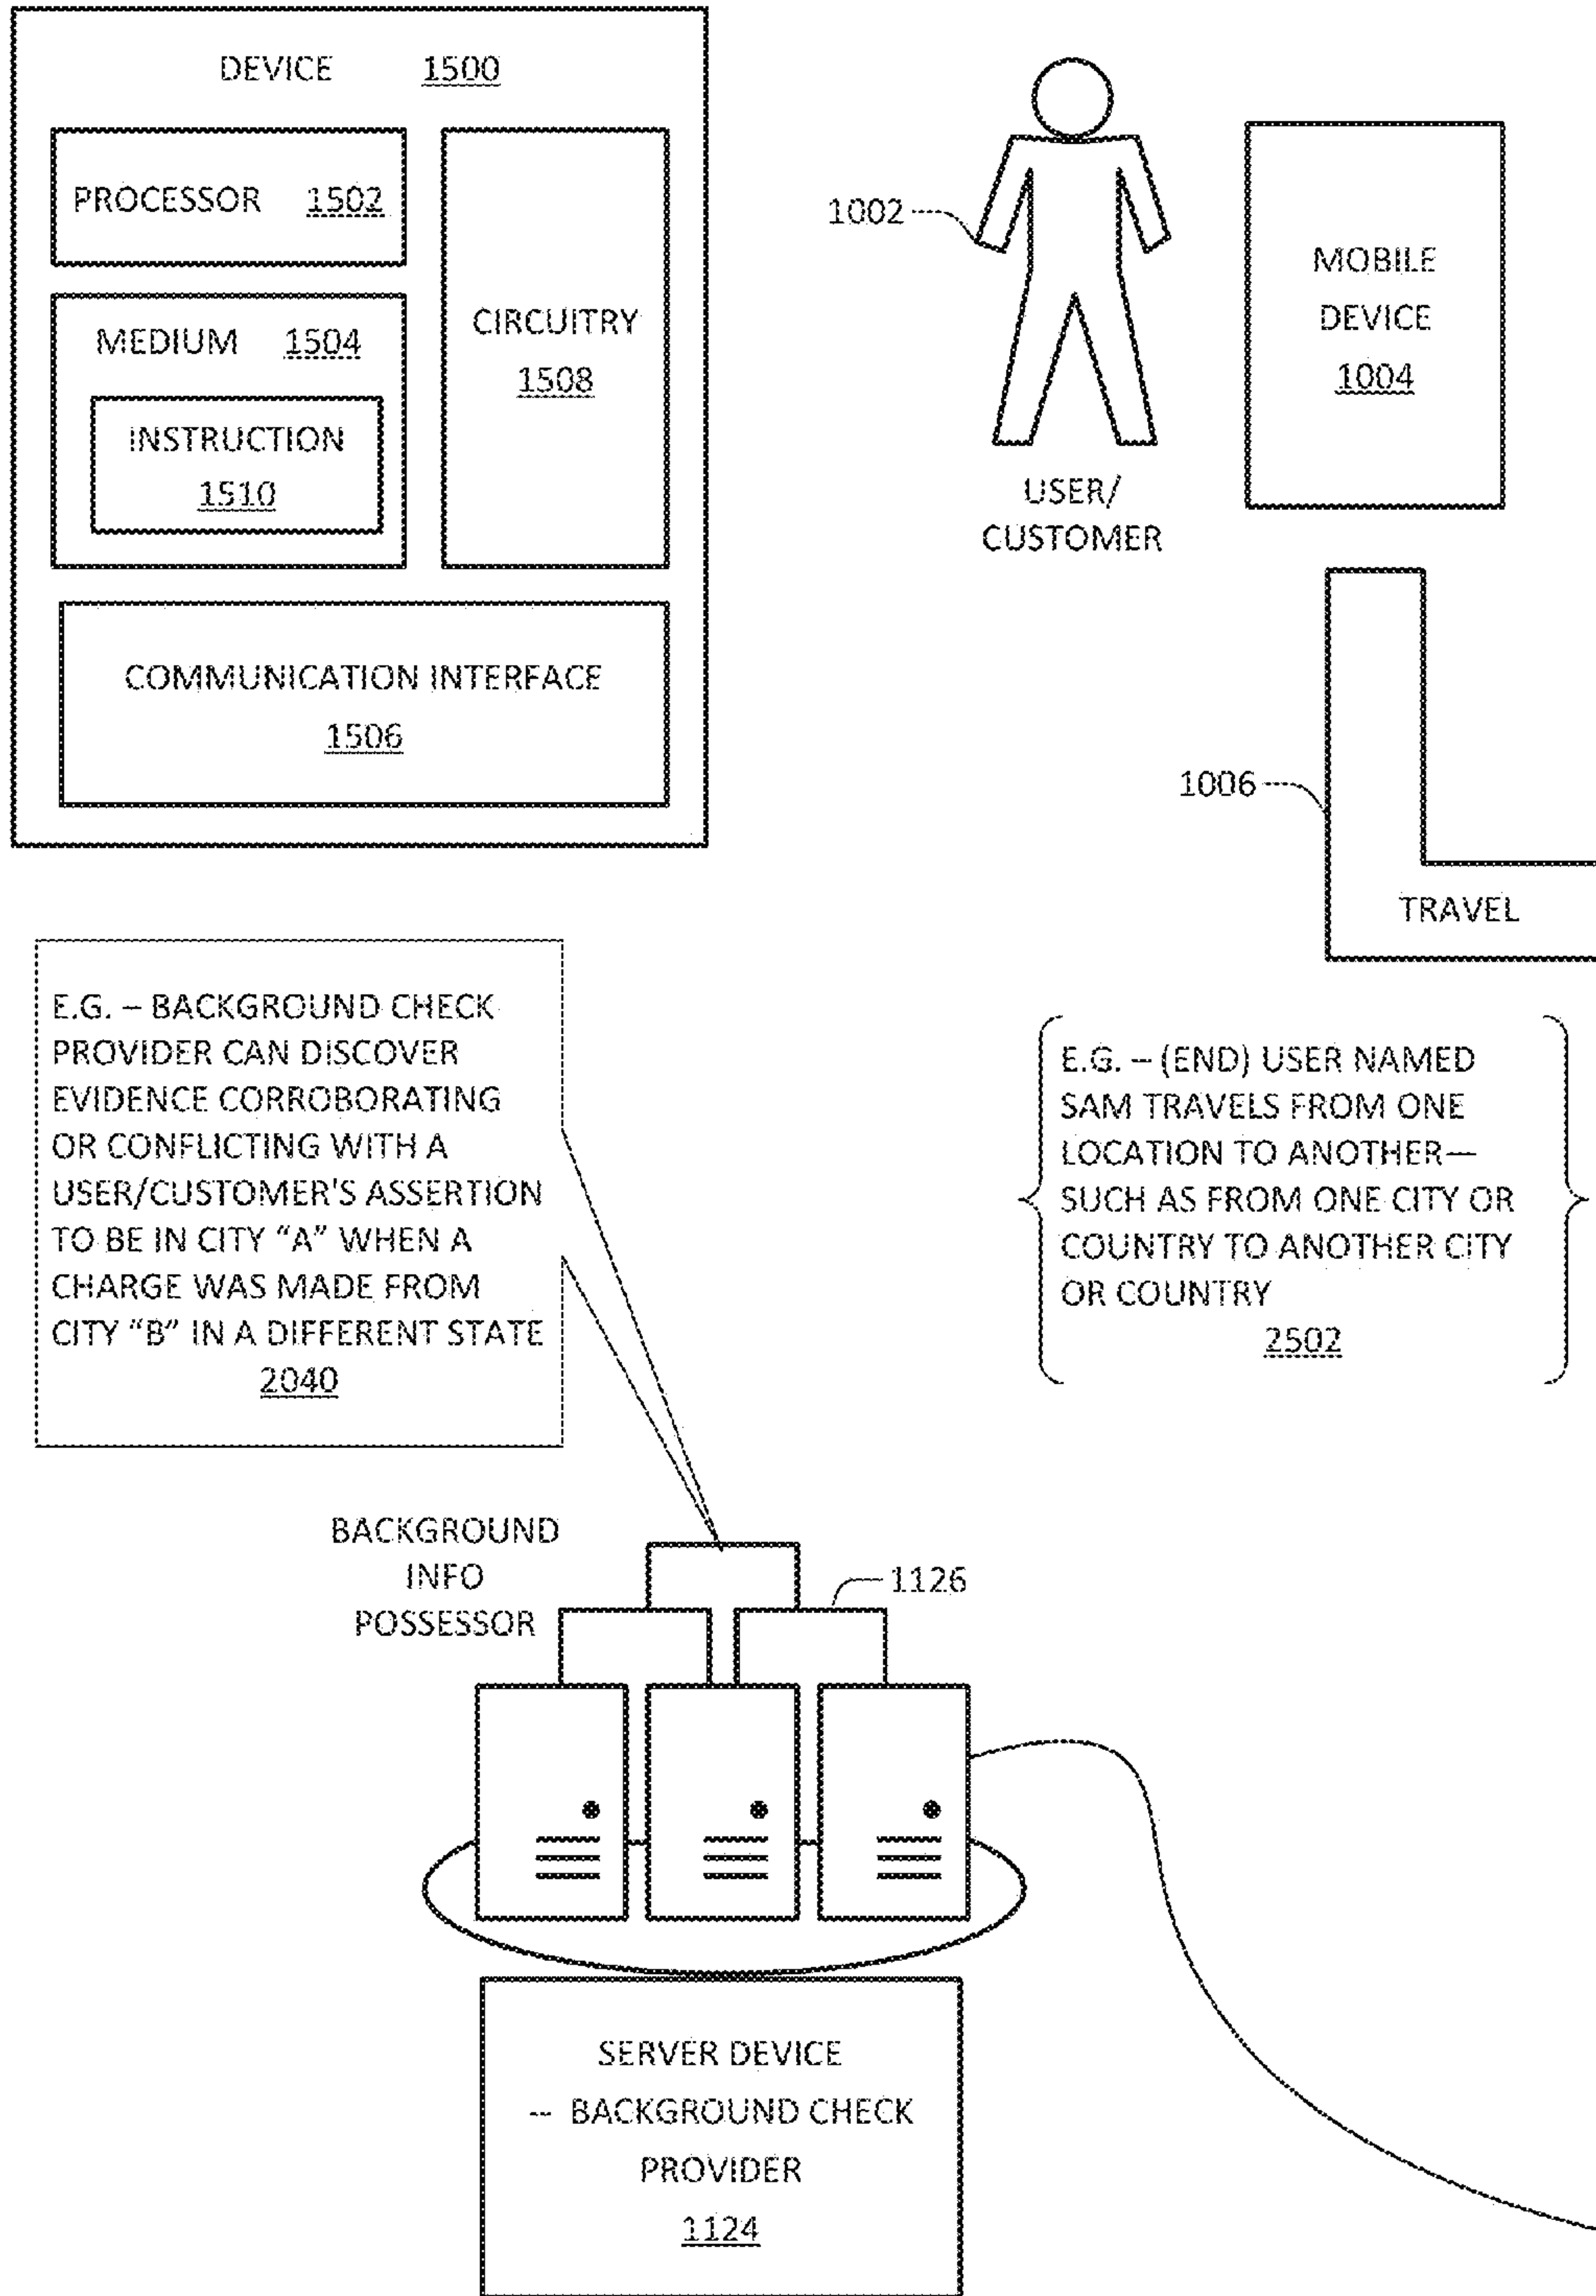 DEVICE 1500
PROCESSOR 1502
MEDIUM 1504
INSTRUCTION
1510
CIRCUITRY
1508
COMMUNICATION INTERFACE
1506
1002
USER/
CUSTOMER
MOBILE
DEVICE
1004
1006
TRAVEL
E.G. – BACKGROUND CHECK
PROVIDER CAN DISCOVER
EVIDENCE CORROBORATING
OR CONFLICTING WITH A
USER/CUSTOMER'S ASSERTION
TO BE IN CITY “A” WHEN A
CHARGE WAS MADE FROM
CITY “B” IN A DIFFERENT STATE
2040
E.G. – (END) USER NAMED
SAM TRAVELS FROM ONE
LOCATION TO ANOTHER—
SUCH AS FROM ONE CITY OR
COUNTRY TO ANOTHER CITY
OR COUNTRY
2502
BACKGROUND
INFO
POSSESSOR
1126
SERVER DEVICE
-- BACKGROUND CHECK
PROVIDER
1124